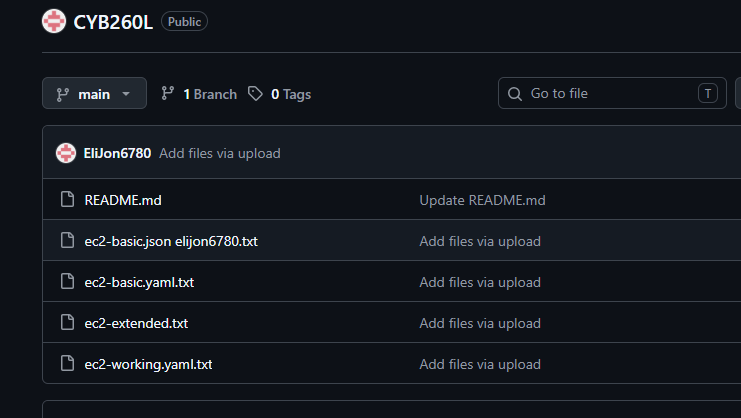 CYB260L Public
main 1 Branch 0 Tags Go to file T
EliJon6780 Add files via upload
README.md Update README.md
ec2-basic.json elijon6780.txt Add files via upload
ec2-basic.yaml.txt Add files via upload
ec2-extended.txt Add files via upload
ec2-working.yaml.txt Add files via upload